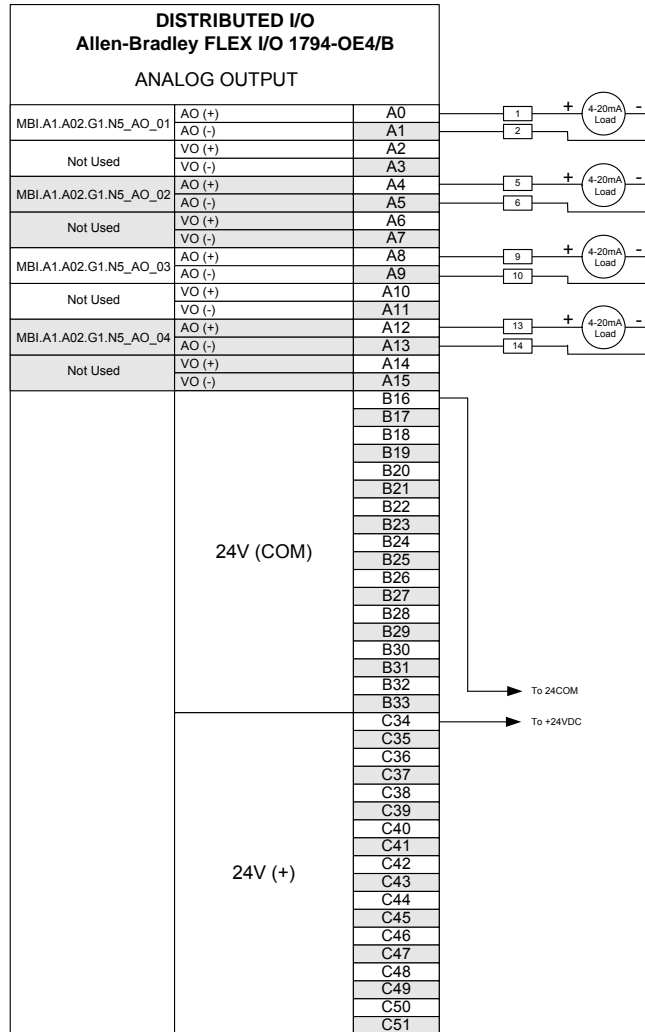 DISTRIBUTED I/O
Allen-Bradley FLEX I/O 1794-OE4/B
ANALOG OUTPUT
MBI.A1.A02.G1.N5_AO_01
AO (+)
A0
1
+
4-20mA
Load
-
AO (-)
A1
2
Not Used
VO (+)
A2
VO (-)
A3
MBI.A1.A02.G1.N5_AO_02
AO (+)
A4
5
+
4-20mA
Load
-
AO (-)
A5
6
Not Used
VO (+)
A6
VO (-)
A7
MBI.A1.A02.G1.N5_AO_03
AO (+)
A8
9
+
4-20mA
Load
-
AO (-)
A9
10
Not Used
VO (+)
A10
VO (-)
A11
MBI.A1.A02.G1.N5_AO_04
AO (+)
A12
13
+
4-20mA
Load
-
AO (-)
A13
14
Not Used
VO (+)
A14
VO (-)
A15
24V (COM)
B16
B17
B18
B19
B20
B21
B22
B23
B24
B25
B26
B27
B28
B29
B30
B31
B32
To 24COM
B33
24V (+)
C34
To +24VDC
C35
C36
C37
C38
C39
C40
C41
C42
C43
C44
C45
C46
C47
C48
C49
C50
C51